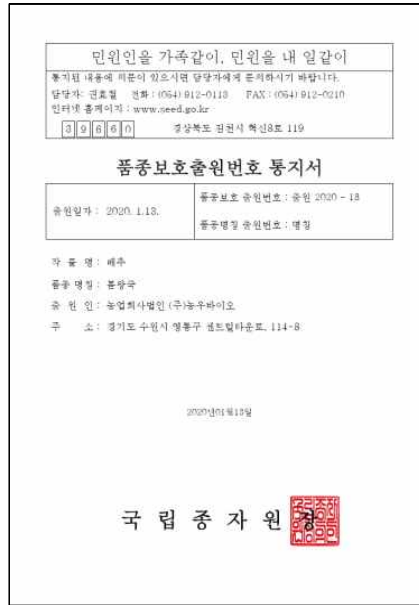 민원인을 가족같이, 민원을 내 일같이
통지된 내용에 의문이 있으시면 담당자에게 문의하시기 바랍니다.
담당자: 권효철 전화: (054) 912-0113 FAX: (054) 912-0210
인터넷 홈페이지: www.seed.go.kr
3 9 6 6 0 경상북도 김천시 혁신8로 119
품종보호출원번호 통지서
출원일자: 2020. 1.13.
품종보호 출원번호: 출원 2020 - 18
품종명칭 출원번호: 명칭
작 물 명: 배추
품종 명칭: 봄왕국
출 원 인: 농업회사법인 (주)농우바이오
주 소: 경기도 수원시 영통구 센트럴타운로, 114-8
2020년01월13일
국 립 종 자 원 장